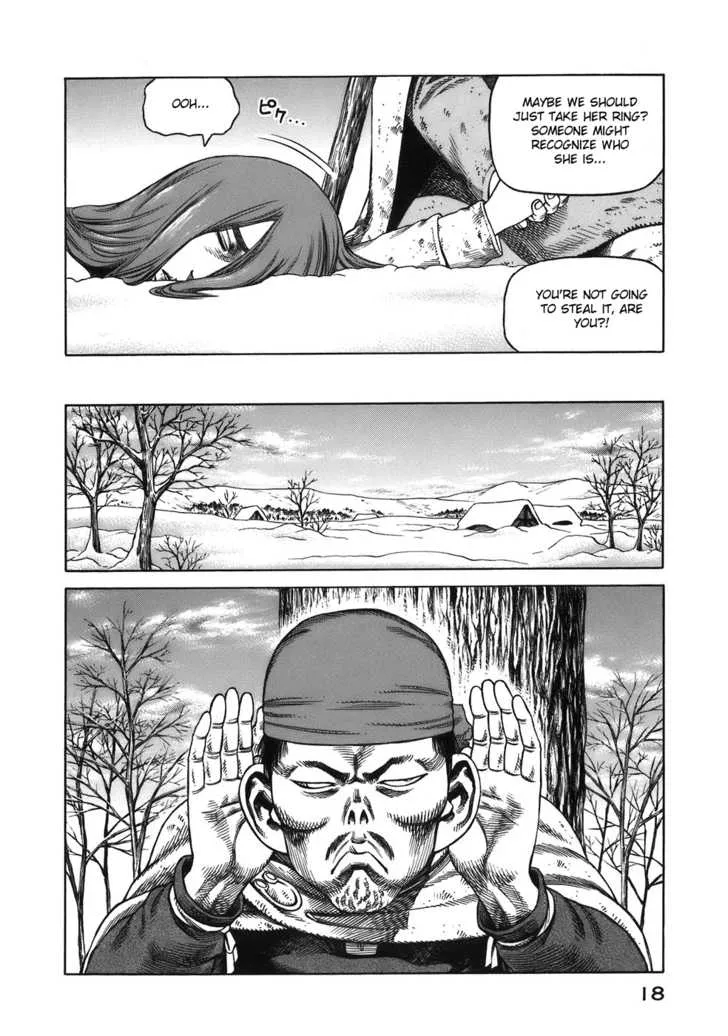 OOH...
ピク...
MAYBE WE SHOULD
JUST TAKE HER RING?
SOMEONE MIGHT
RECOGNIZE WHO
SHE IS...
YOU'RE NOT GOING
TO STEAL IT, ARE
YOU?!
18